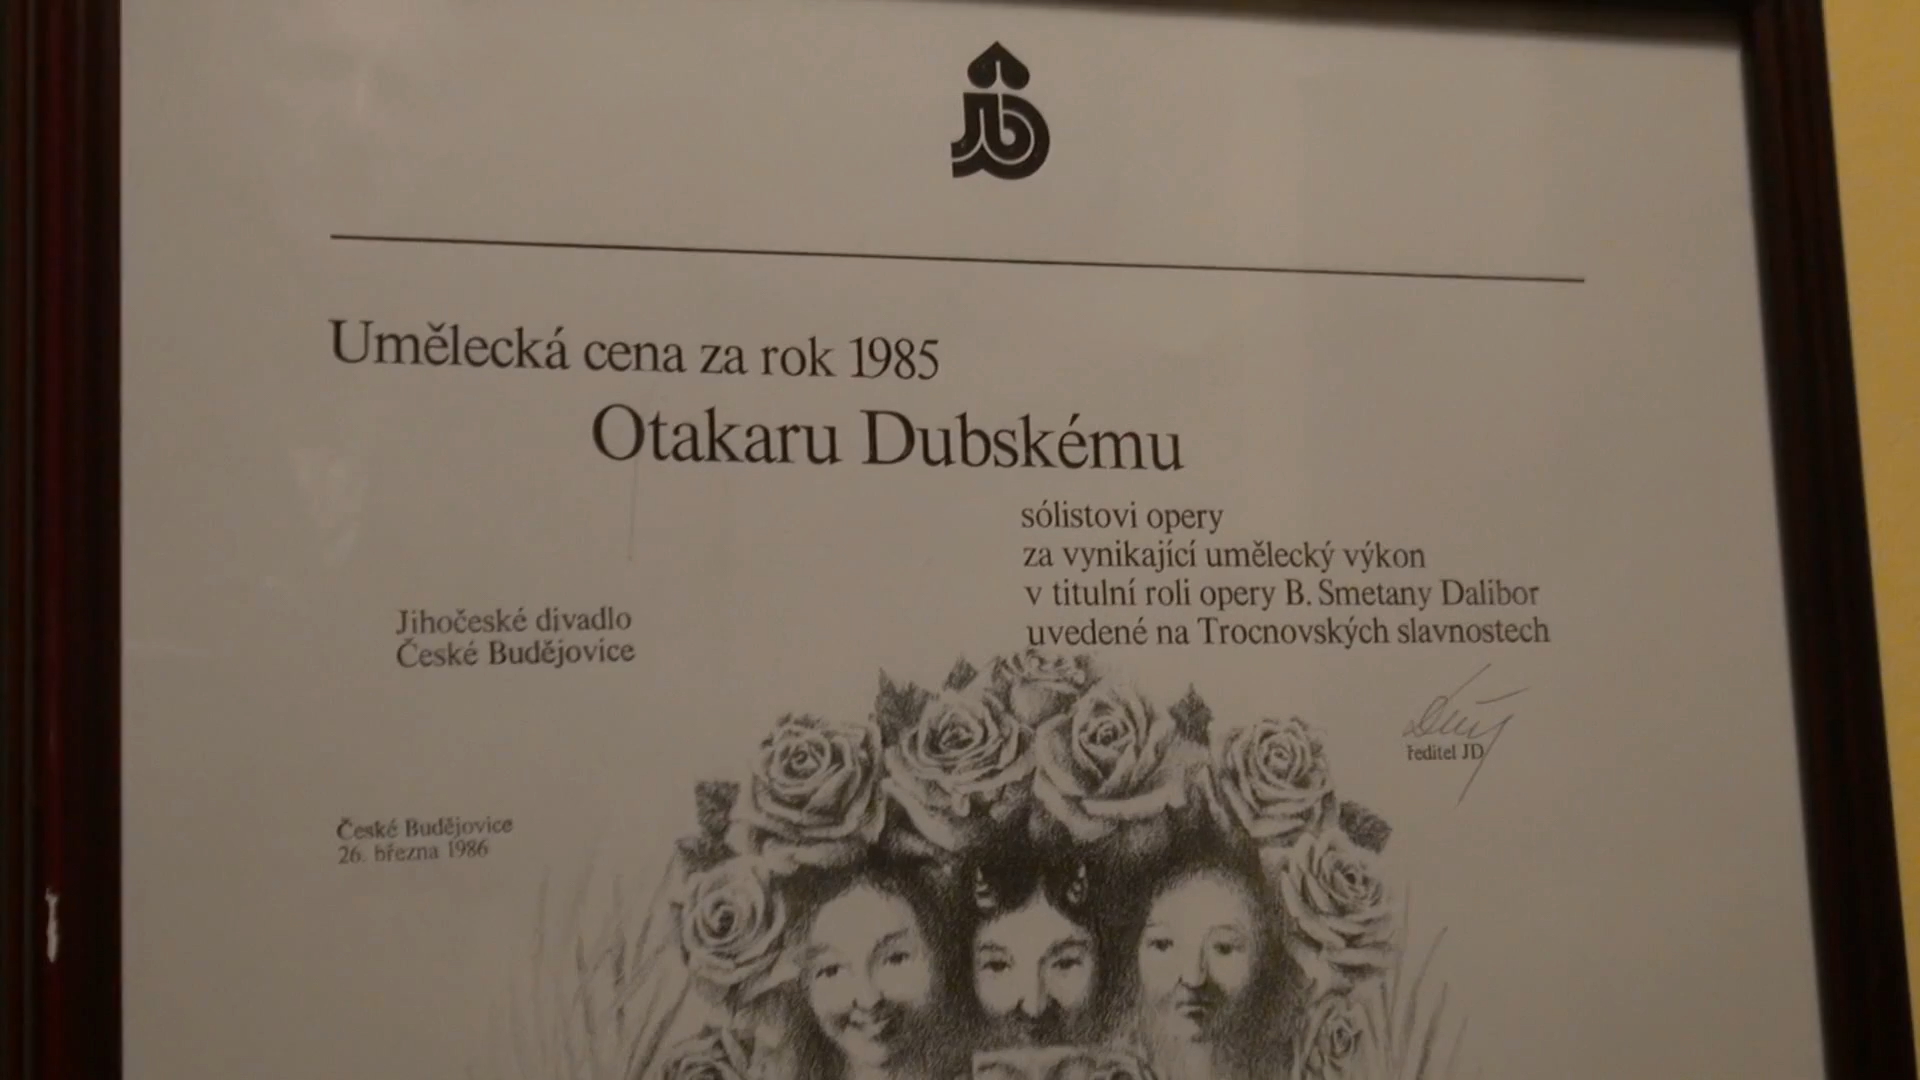 Umělecká cena za rok 1985
Otakaru Dubskému
sólistovi opery
za vynikající umělecký výkon
v titulní roli opery B. Smetany Dalibor
uvedené na Trocnovských slavnostech
Jihočeské divadlo
České Budějovice
ředitel JD
České Budějovice
26. března 1986